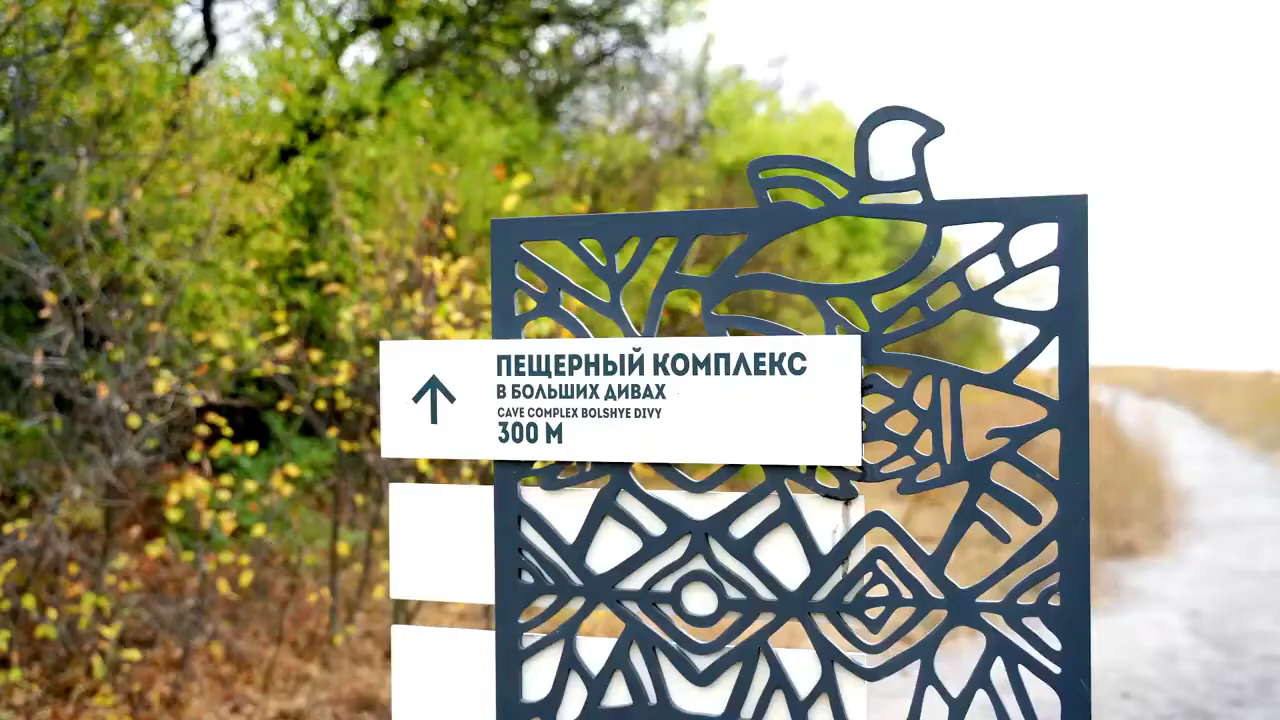 ПЕЩЕРНЫЙ КОМПЛЕКС
В БОЛЬШИХ ДИВАХ
CAVE COMPLEX BOLSHYE DIVY
300 М